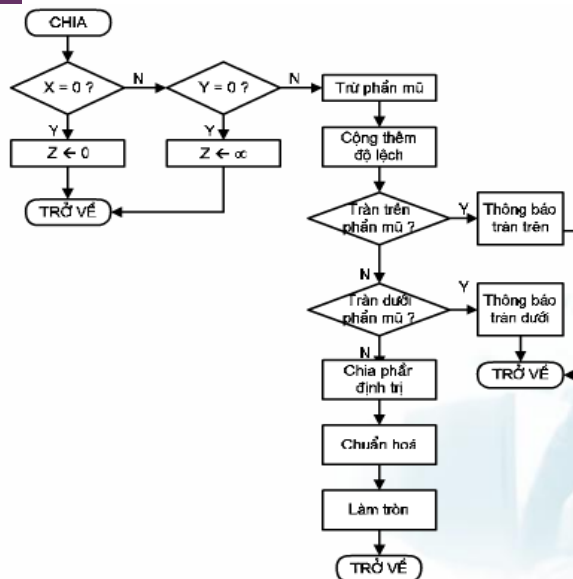 CHIA
X = 0 ?
N
Y = 0 ?
N
Trừ phần mũ
Y
Y
Z ← 0
Z ← ∞
Cộng thêm
độ lệch
TRỞ VỀ
Tràn trên
phần mũ ?
Y
Thông báo
tràn trên
N
Tràn dưới
phần mũ ?
Y
Thông báo
tràn dưới
N
Chia phần
định trị
TRỞ VỀ
Chuẩn hoá
Làm tròn
TRỞ VỀ